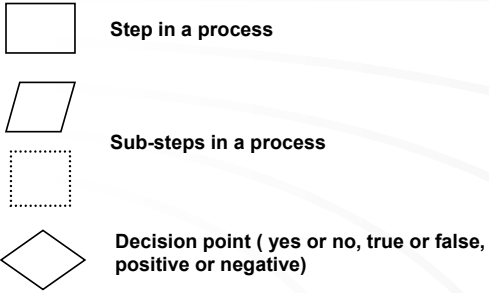 Step in a process
Sub-steps in a process
Decision point ( yes or no, true or false,
positive or negative)